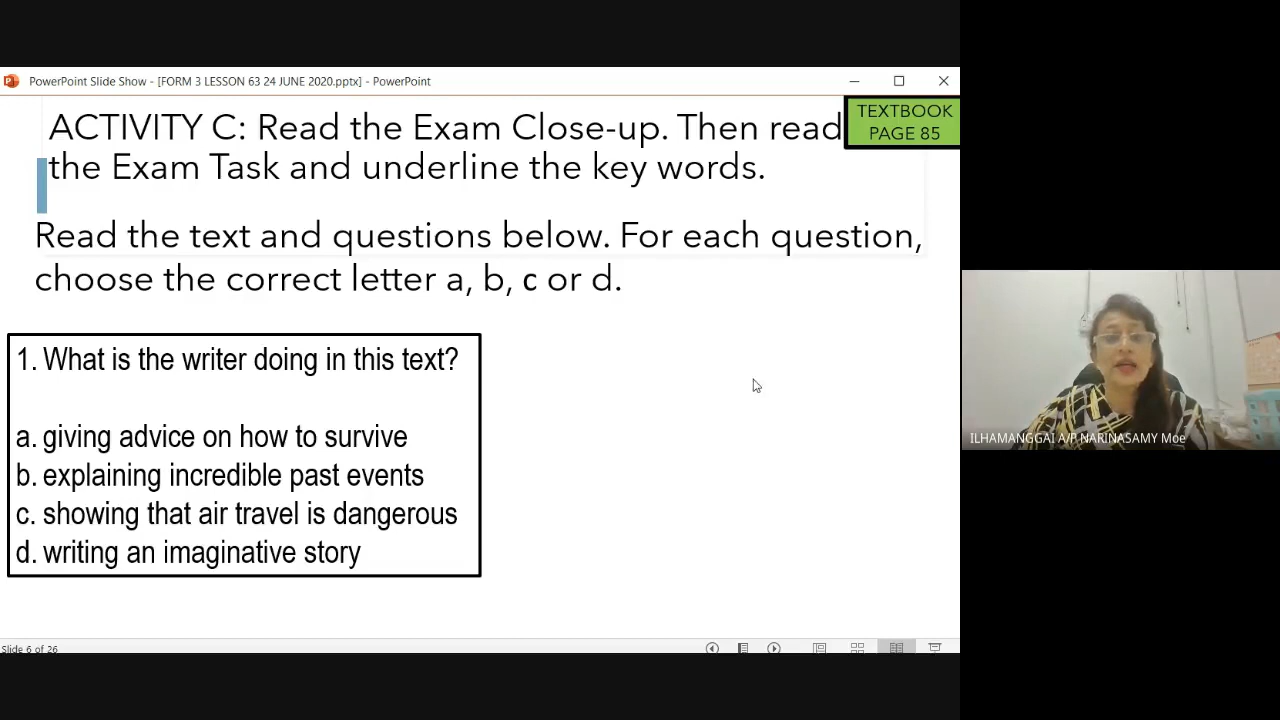 PowerPoint Slide Show - [FORM 3 LESSON 63 24 JUNE 2020.pptx] - PowerPoint
ACTIVITY C: Read the Exam Close-up. Then read
the Exam Task and underline the key words.
TEXTBOOK
PAGE 85
Read the text and questions below. For each question,
choose the correct letter a, b, c or d.
1. What is the writer doing in this text?
a. giving advice on how to survive
b. explaining incredible past events
c. showing that air travel is dangerous
d. writing an imaginative story
ILHAMANGGAI A/P NARINASAMY Moe
Slide 6 of 26